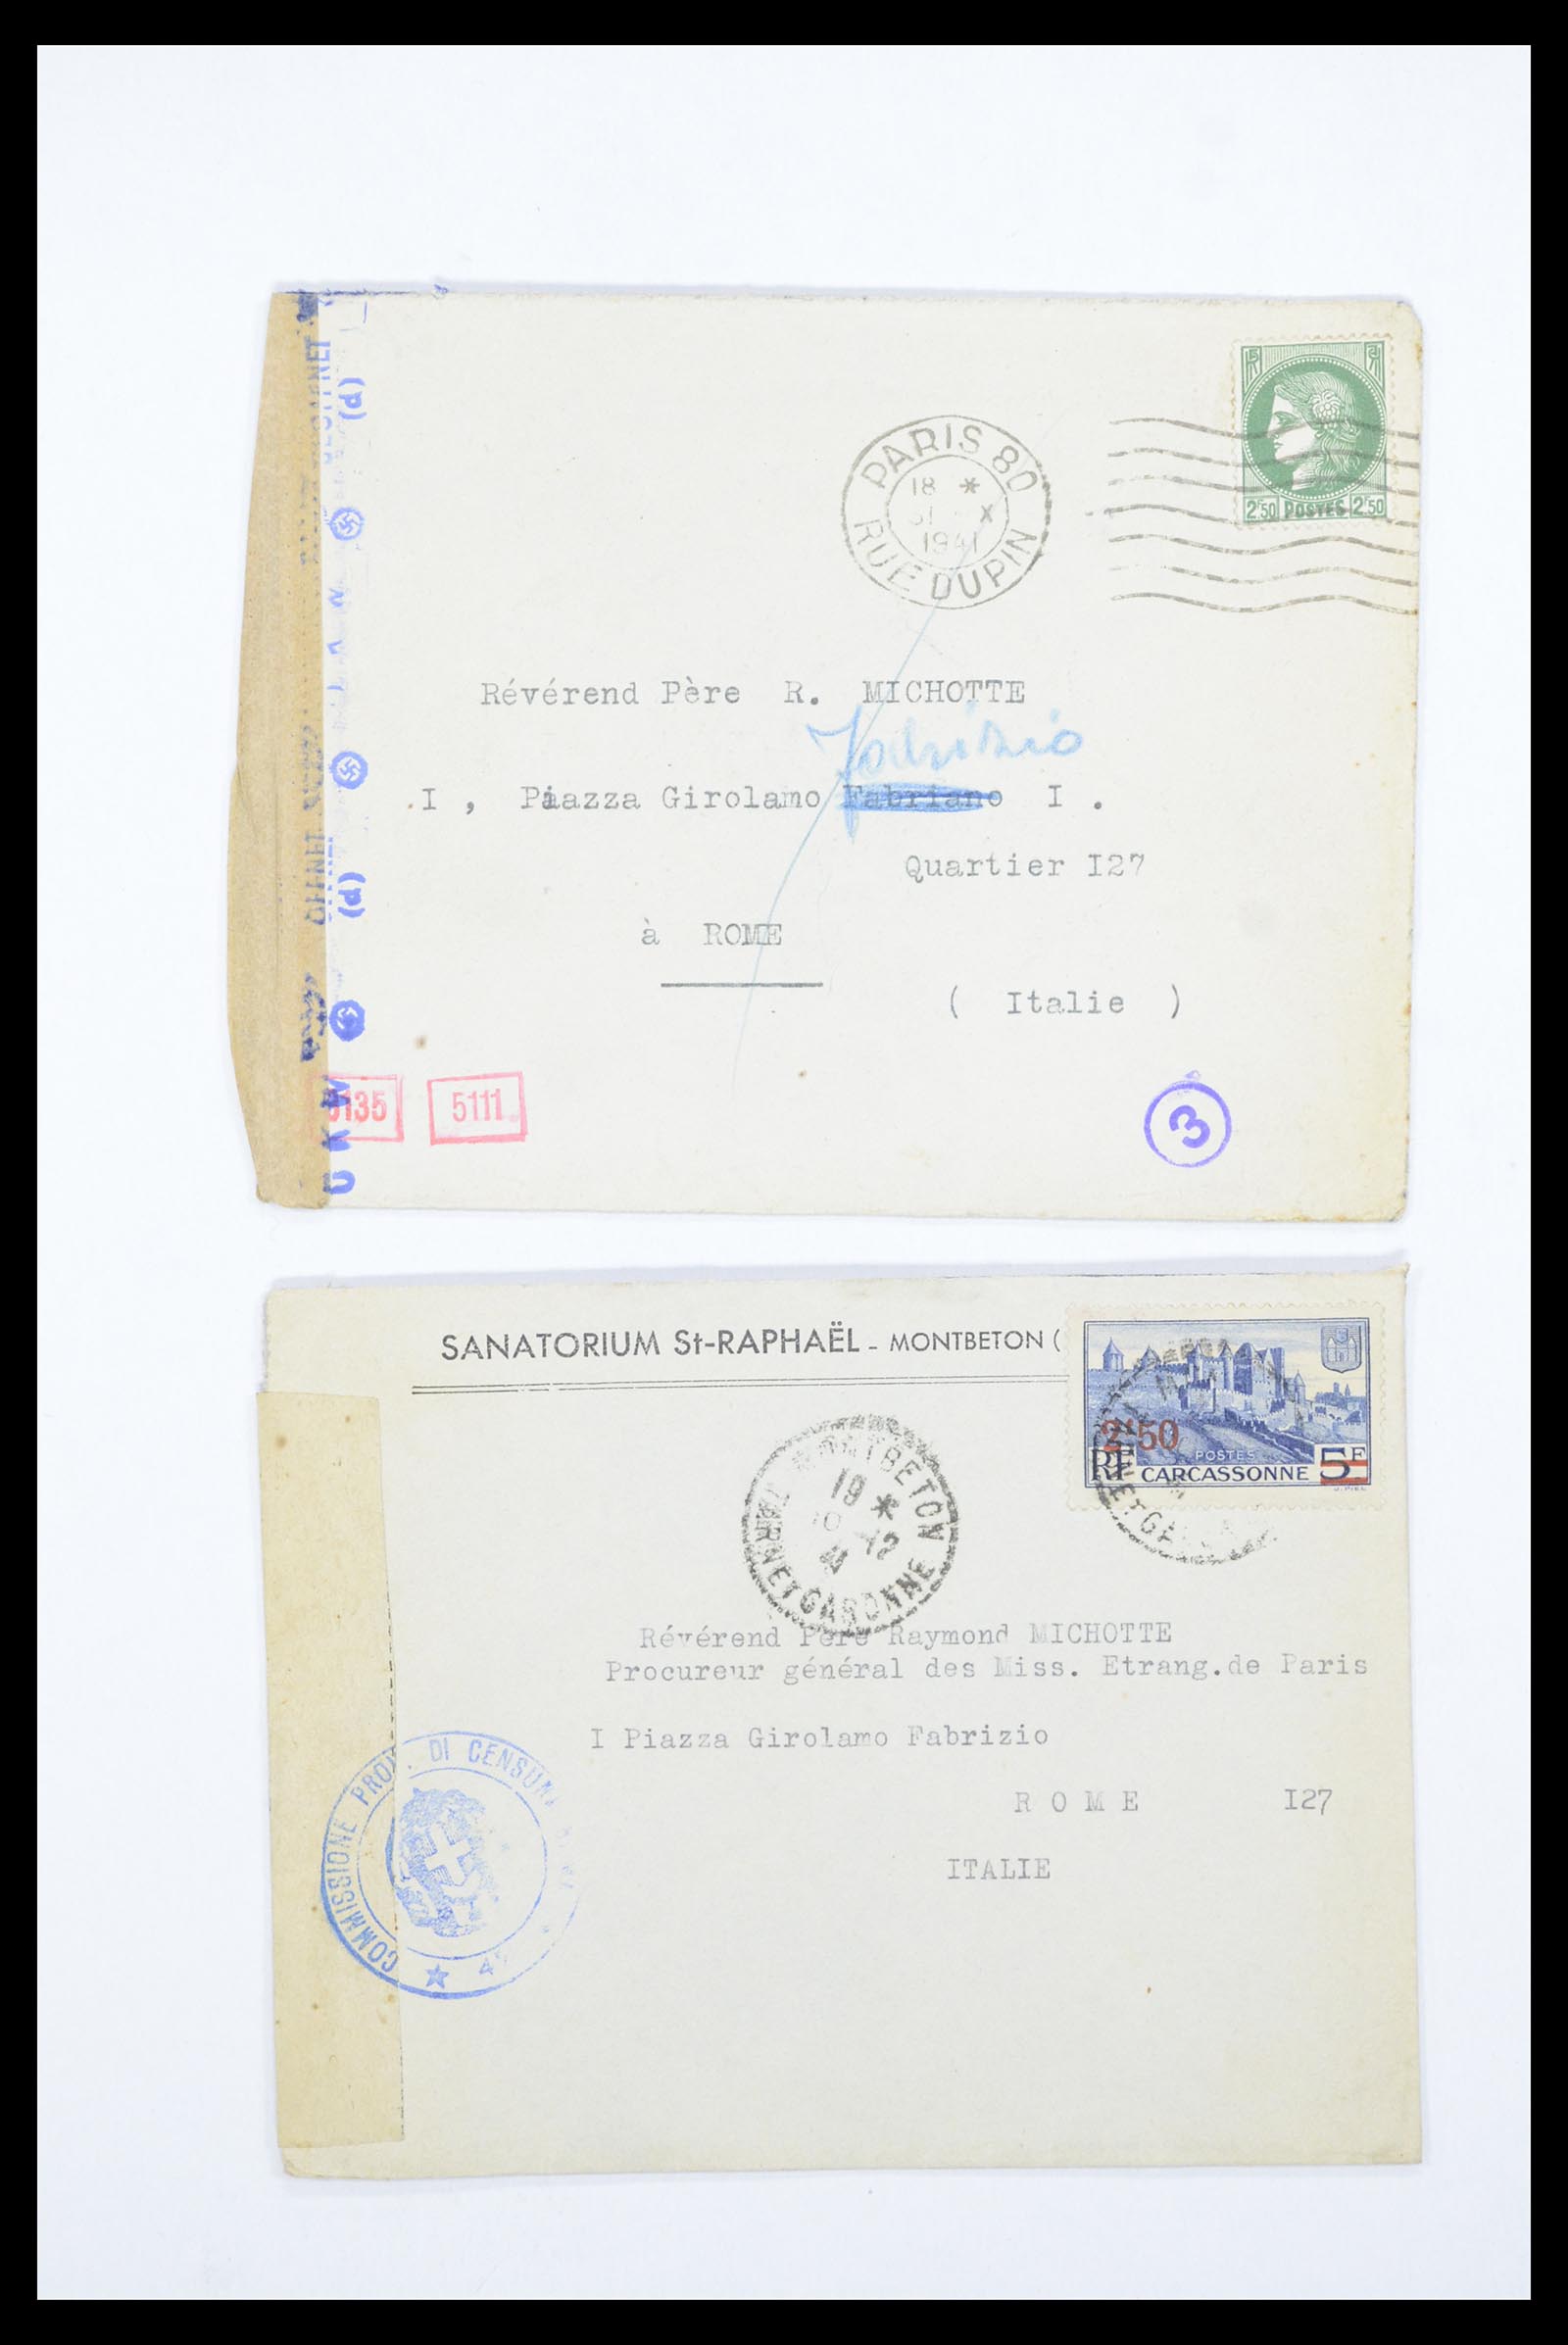 PARIS 80
18 *
X
1941
RUE DUPIN
2F50 POSTES 2F50
Révérend Père R. MICHOTTE
Fabrizio
I , Piazza Girolamo Fabriano I .
Quartier I27
à ROME
( Italie )
5135 5111
3
(d)
(d)
O K W
SANATORIUM St-RAPHAËL - MONTBETON (
2F50
POSTES
RF CARCASSONNE 5F
MONTBETON
19 *
10 -12
41
TARN ET GARONNE
Révérend Père Raymond MICHOTTE
Procureur général des Miss. Etrang.de Paris
I Piazza Girolamo Fabrizio
R O M E I27
ITALIE
COMMISSIONE PROV. DI CENSURA